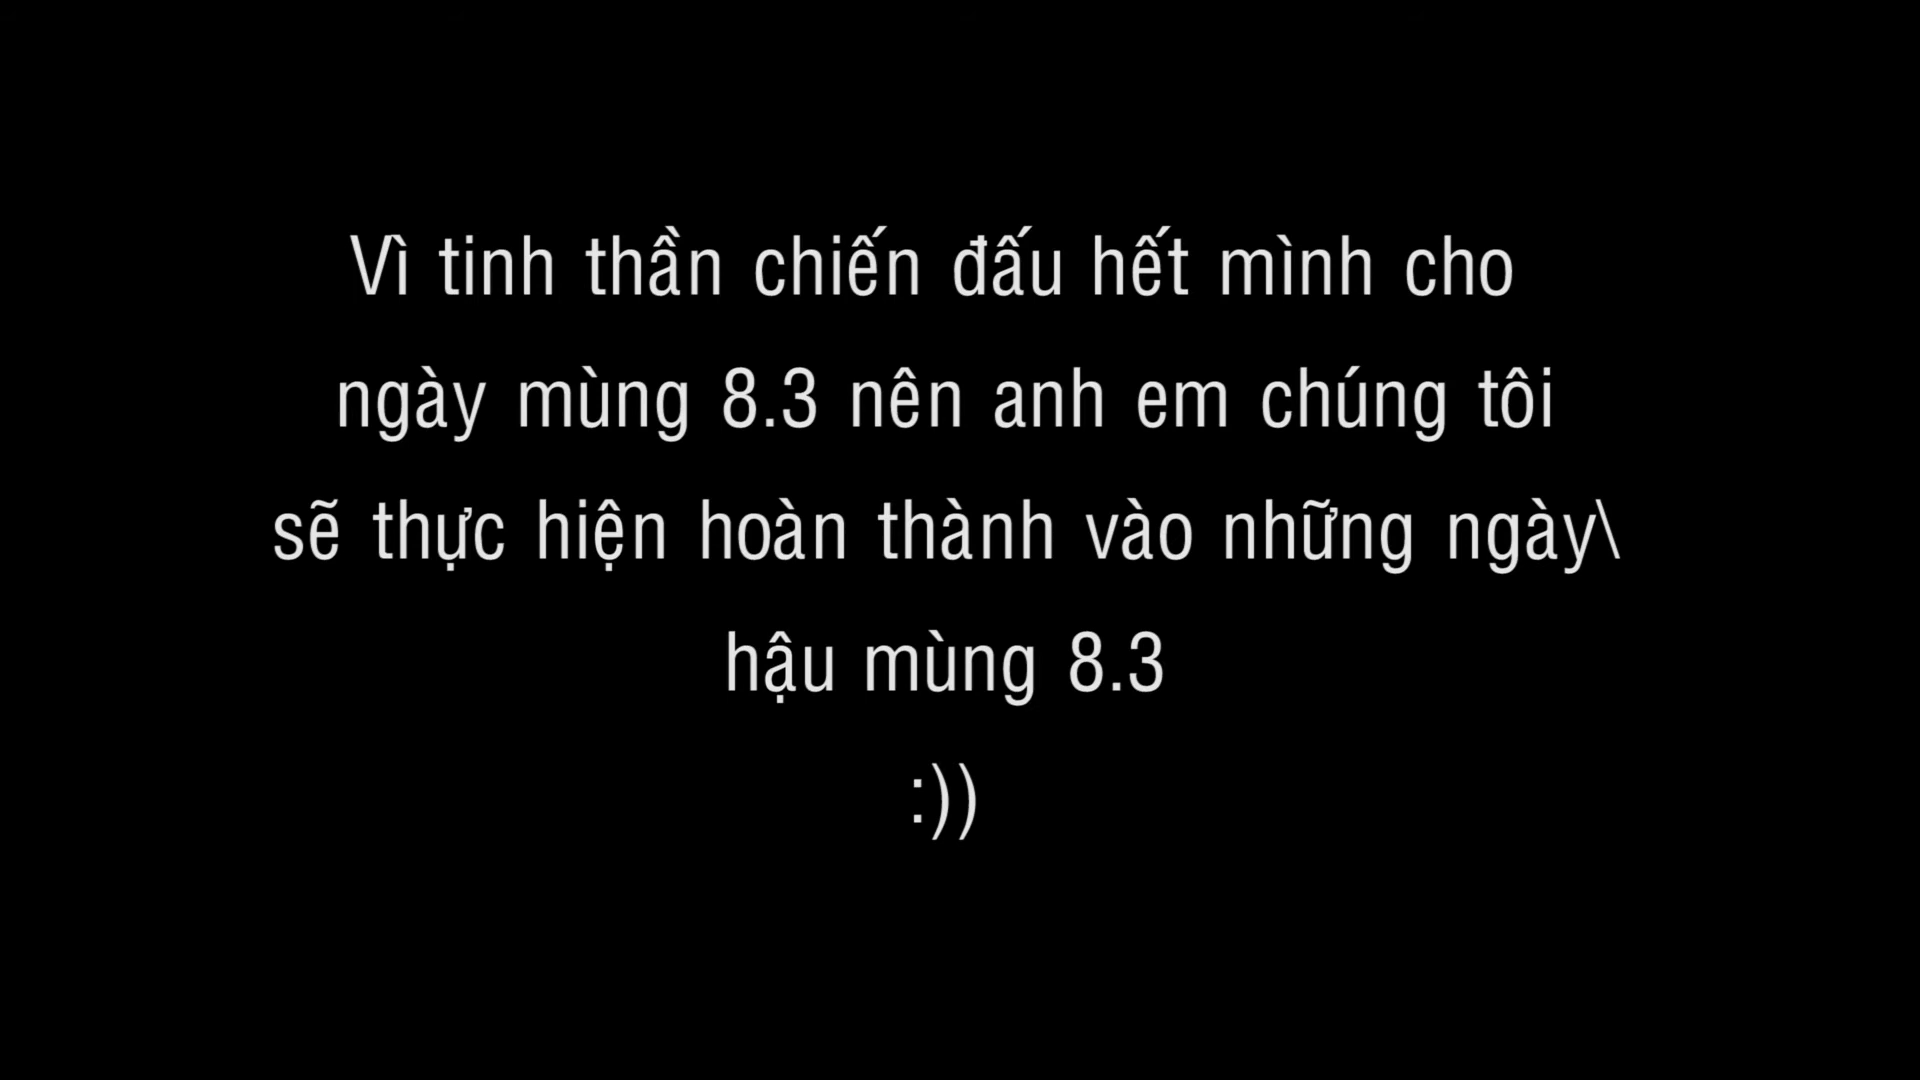 Vì tinh thần chiến đấu hết mình cho
ngày mùng 8.3 nên anh em chúng tôi
sẽ thực hiện hoàn thành vào những ngày\
hậu mùng 8.3
:))